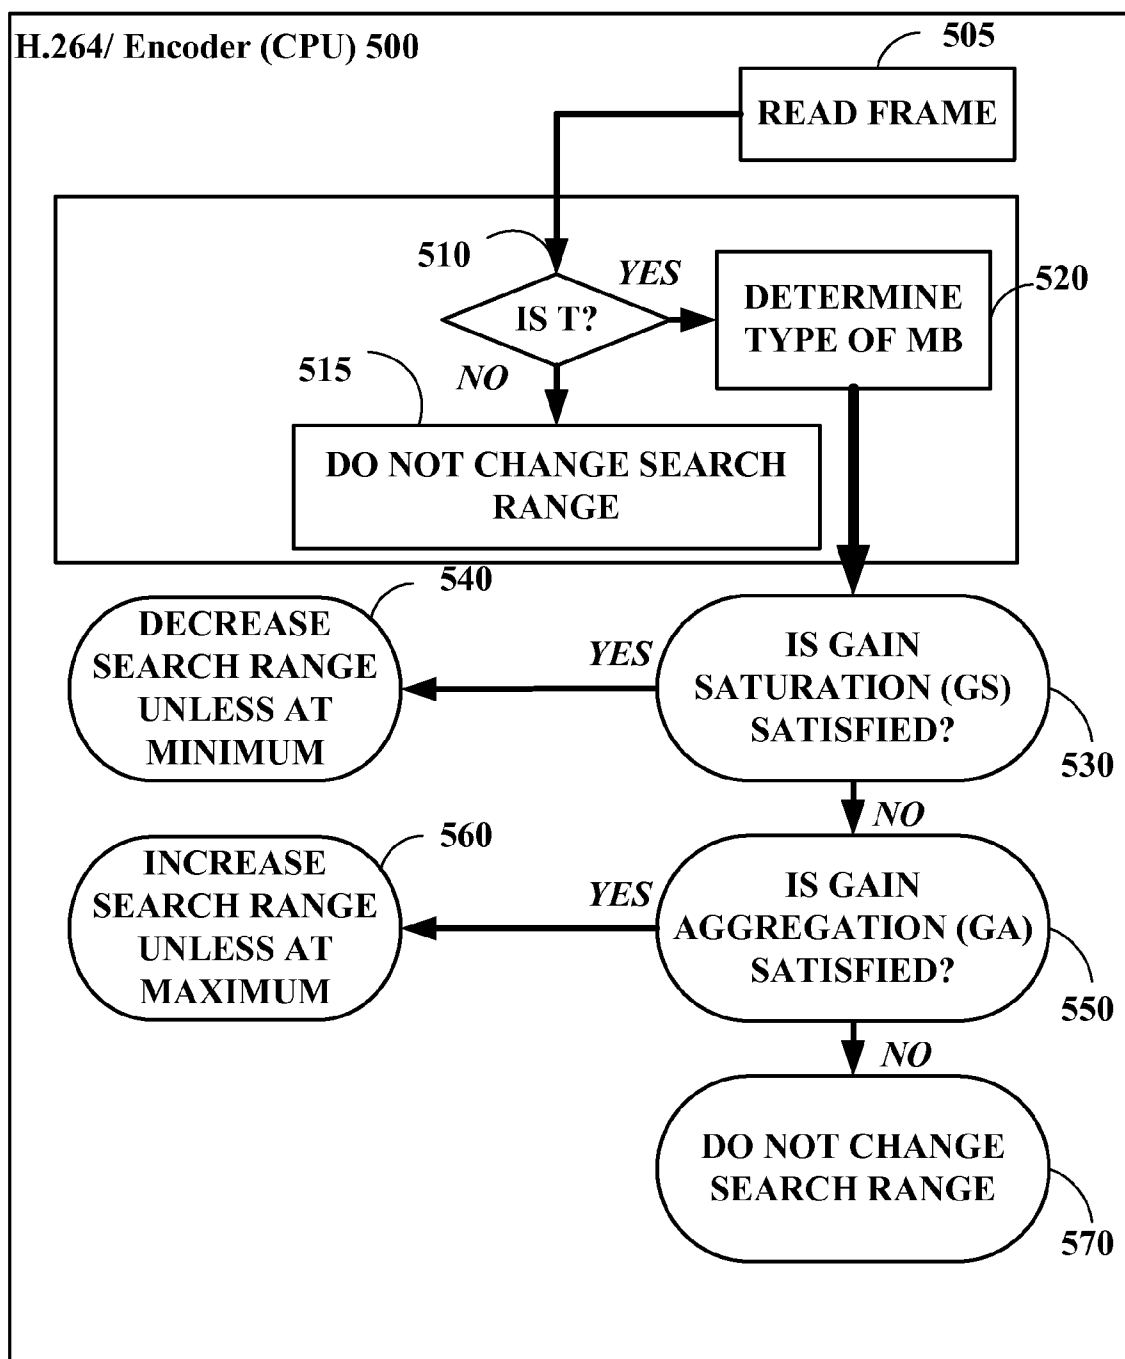 H.264/ Encoder (CPU) 500
505
READ FRAME
510
YES
IS T?
DETERMINE
TYPE OF MB
520
515
NO
DO NOT CHANGE SEARCH
RANGE
540
DECREASE
SEARCH RANGE
UNLESS AT
MINIMUM
YES
IS GAIN
SATURATION (GS)
SATISFIED?
530
NO
560
INCREASE
SEARCH RANGE
UNLESS AT
MAXIMUM
YES
IS GAIN
AGGREGATION (GA)
SATISFIED?
550
NO
DO NOT CHANGE
SEARCH RANGE
570